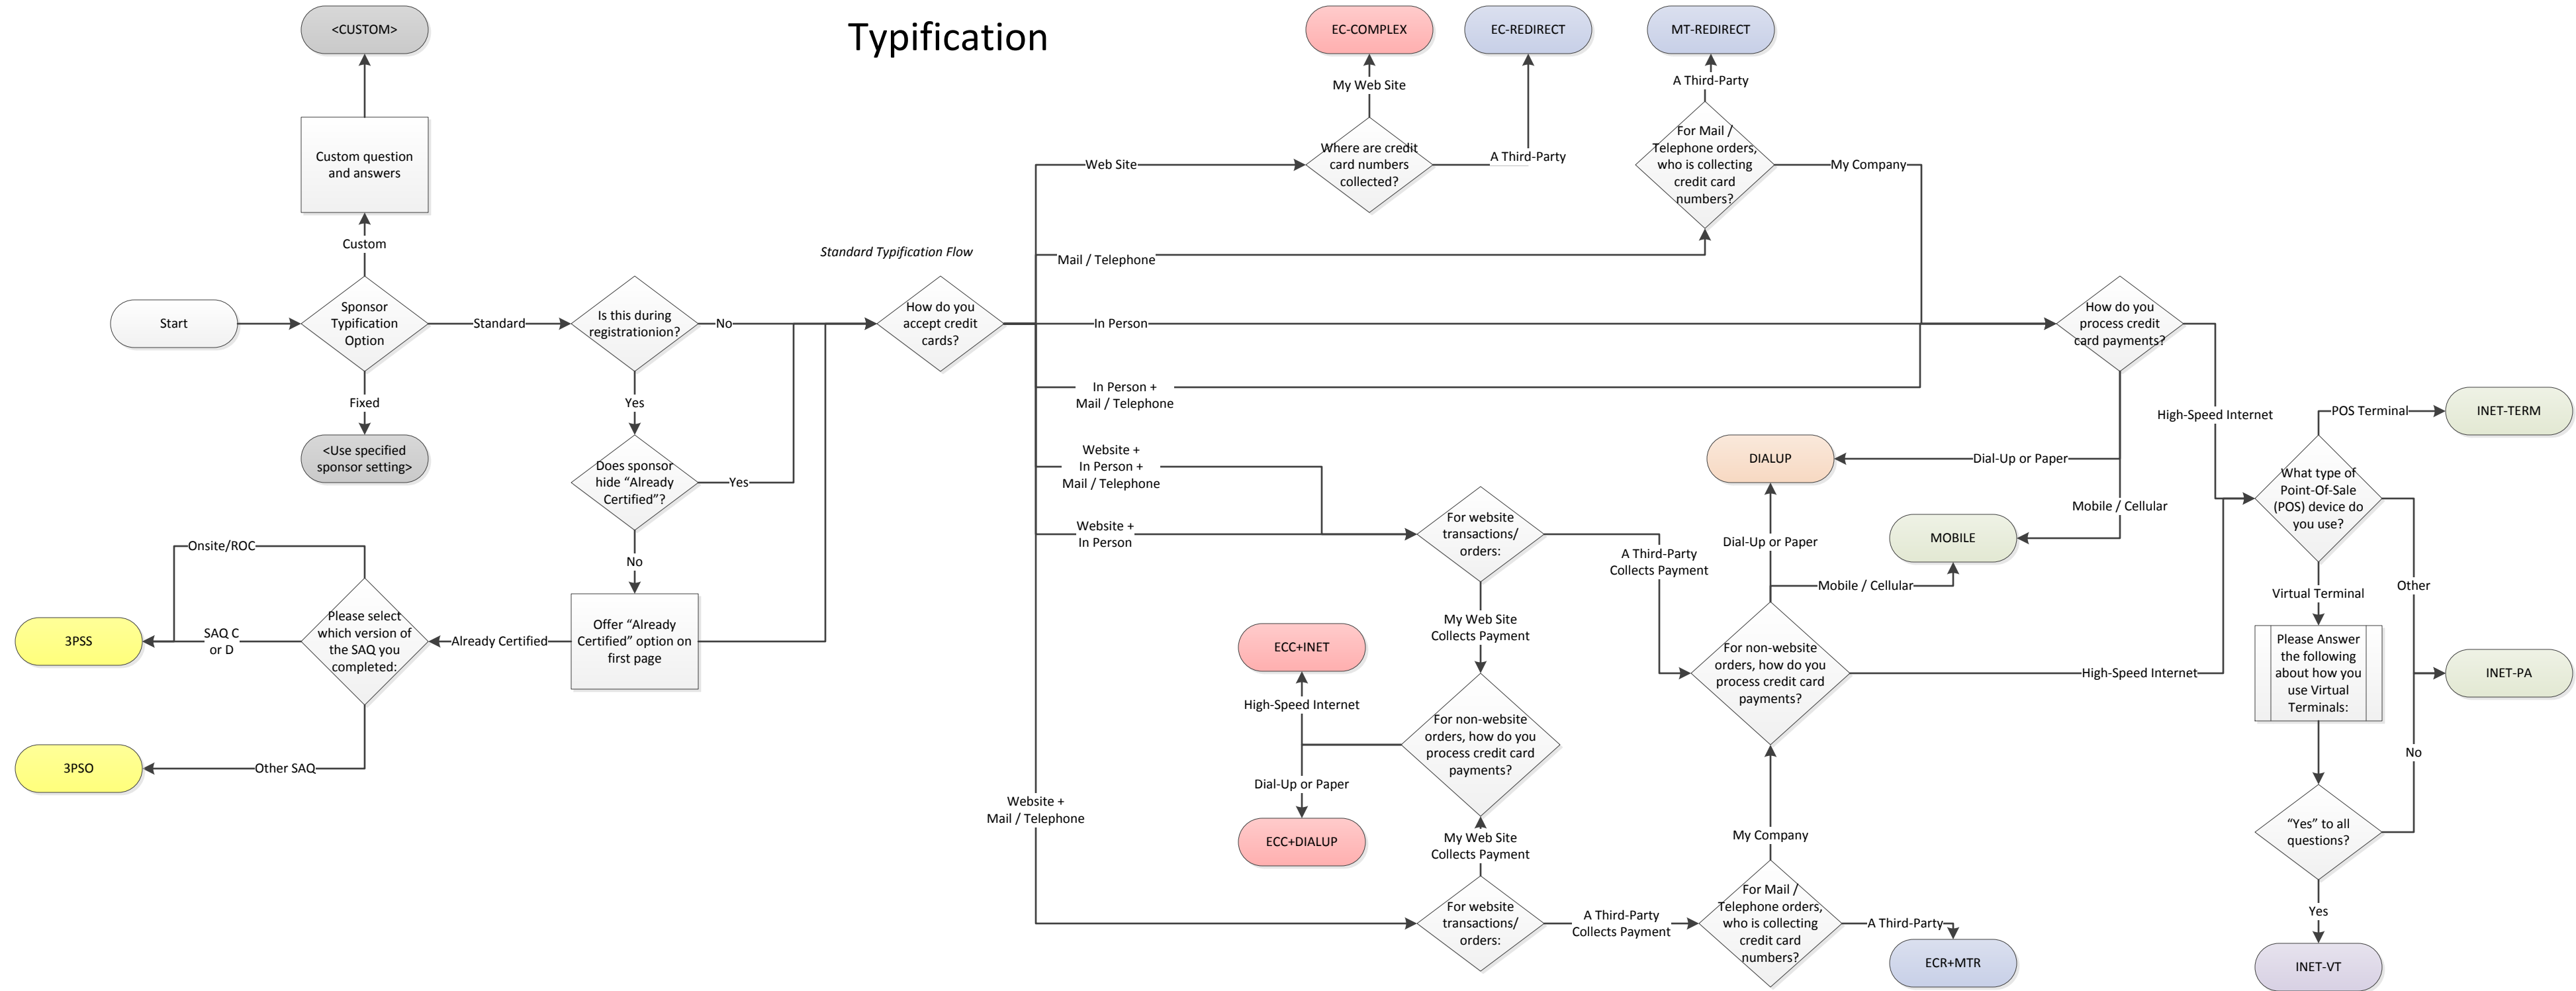 Typification
<CUSTOM>
Custom question
and answers
Custom
Start
Sponsor
Typification
Option
Standard
Fixed
<Use specified
sponsor setting>
Is this during
registrationion?
No
Yes
Does sponsor
hide “Already
Certified”?
Yes
No
Offer “Already
Certified” option on
first page
Already Certified
Please select
which version of
the SAQ you
completed:
Onsite/ROC
SAQ C
or D
Other SAQ
3PSS
3PSO
Standard Typification Flow
How do you
accept credit
cards?
Web Site
Mail / Telephone
In Person
In Person +
Mail / Telephone
Website +
In Person +
Mail / Telephone
Website +
In Person
Website +
Mail / Telephone
EC-COMPLEX
My Web Site
Where are credit
card numbers
collected?
A Third-Party
EC-REDIRECT
MT-REDIRECT
A Third-Party
For Mail /
Telephone orders,
who is collecting
credit card
numbers?
My Company
For website
transactions/
orders:
A Third-Party
Collects Payment
My Web Site
Collects Payment
ECC+INET
High-Speed Internet
For non-website
orders, how do you
process credit card
payments?
Dial-Up or Paper
ECC+DIALUP
My Web Site
Collects Payment
For website
transactions/
orders:
A Third-Party
Collects Payment
For Mail /
Telephone orders,
who is collecting
credit card
numbers?
A Third-Party
ECR+MTR
My Company
For non-website
orders, how do you
process credit card
payments?
Dial-Up or Paper
Mobile / Cellular
High-Speed Internet
DIALUP
MOBILE
How do you
process credit
card payments?
High-Speed Internet
Dial-Up or Paper
Mobile / Cellular
What type of
Point-Of-Sale
(POS) device do
you use?
POS Terminal
INET-TERM
Other
INET-PA
Virtual Terminal
Please Answer
the following
about how you
use Virtual
Terminals:
“Yes” to all
questions?
No
Yes
INET-VT